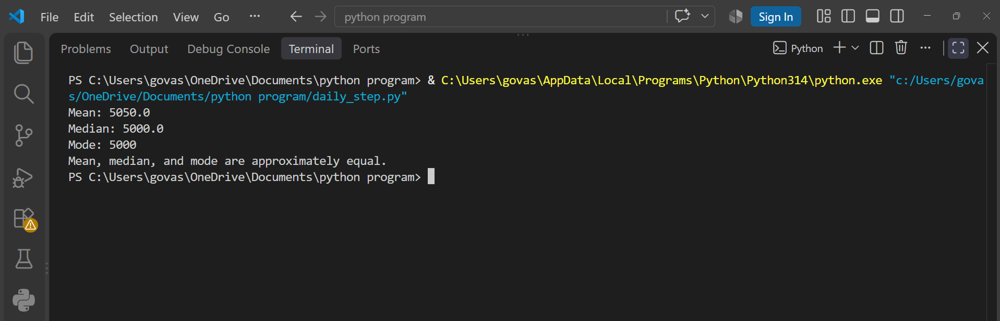 File Edit Selection View Go ··· python program Sign In
Problems Output Debug Console Terminal Ports Python
PS C:\Users\govas\OneDrive\Documents\python program> & C:\Users\govas\AppData\Local\Programs\Python\Python314\python.exe "c:/Users/gova
s/OneDrive/Documents/python program/daily_step.py"
Mean: 5050.0
Median: 5000.0
Mode: 5000
Mean, median, and mode are approximately equal.
PS C:\Users\govas\OneDrive\Documents\python program>